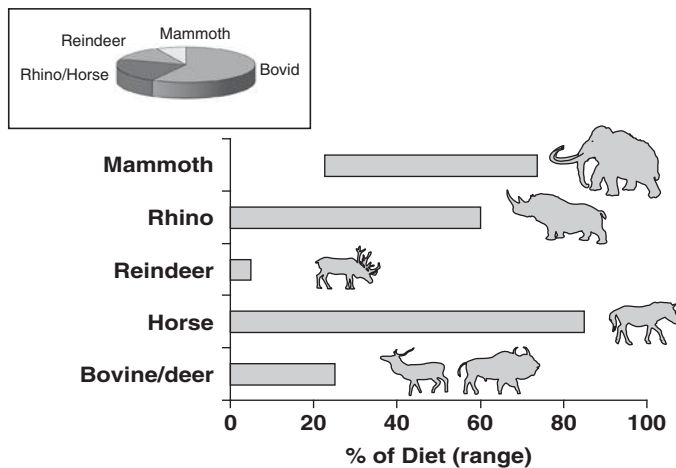 Mammoth
Reindeer
Rhino/Horse
Bovid
Mammoth
Rhino
Reindeer
Horse
Bovine/deer
0 20 40 60 80 100
% of Diet (range)